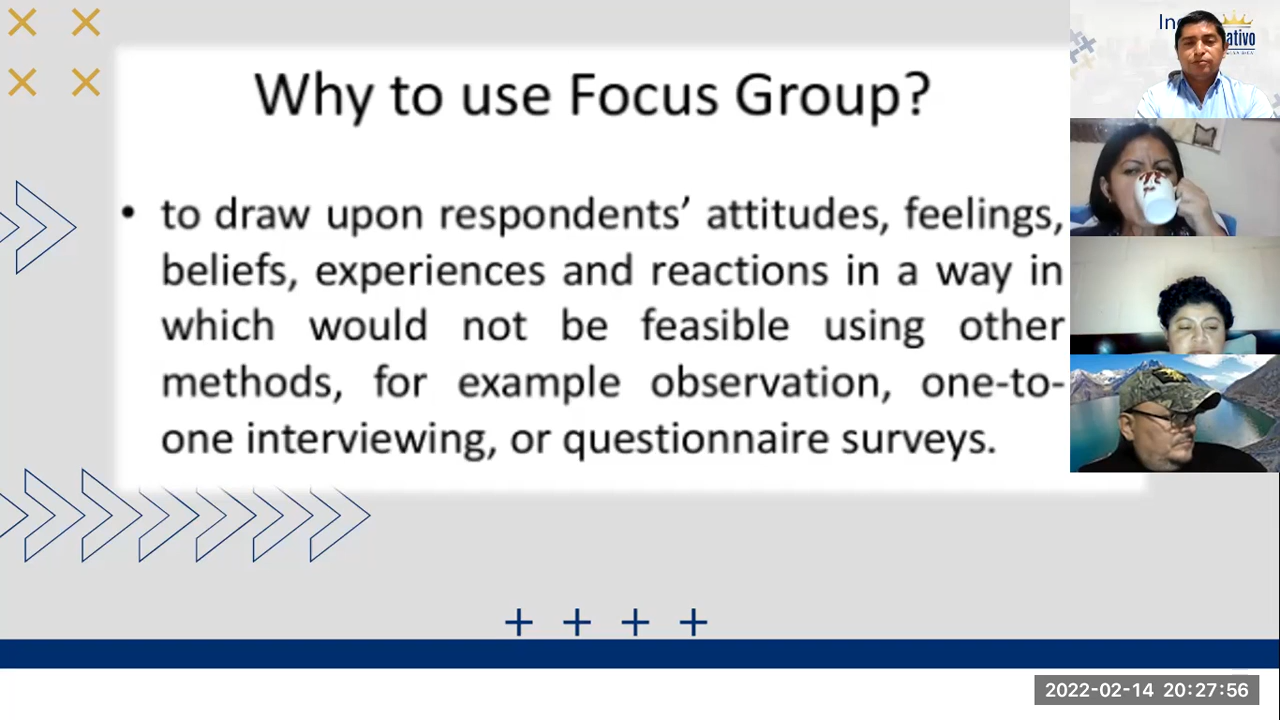 Why to use Focus Group?
• to draw upon respondents’ attitudes, feelings,
beliefs, experiences and reactions in a way in
which would not be feasible using other
methods, for example observation, one-to-
one interviewing, or questionnaire surveys.
2022-02-14 20:27:56